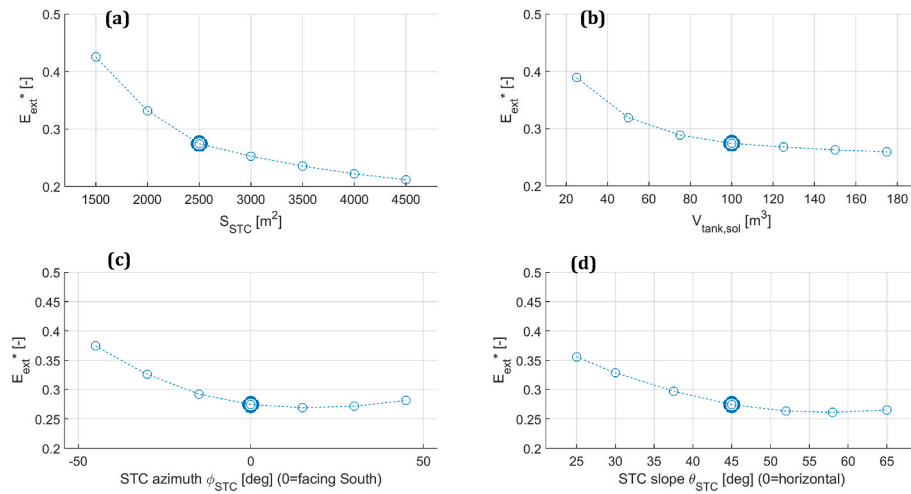 (a)
0.5
0.4
0.3
0.2
E_ext* [-]
1500 2000 2500 3000 3500 4000 4500
S_STC [m²]
(b)
0.5
0.4
0.3
0.2
E_ext* [-]
20 40 60 80 100 120 140 160 180
V_tank,sol [m³]
(c)
0.5
0.45
0.4
0.35
0.3
0.25
0.2
E_ext* [-]
-50 0 50
STC azimuth ϕ_STC [deg] (0=facing South)
(d)
0.5
0.45
0.4
0.35
0.3
0.25
0.2
E_ext* [-]
25 30 35 40 45 50 55 60 65
STC slope θ_STC [deg] (0=horizontal)